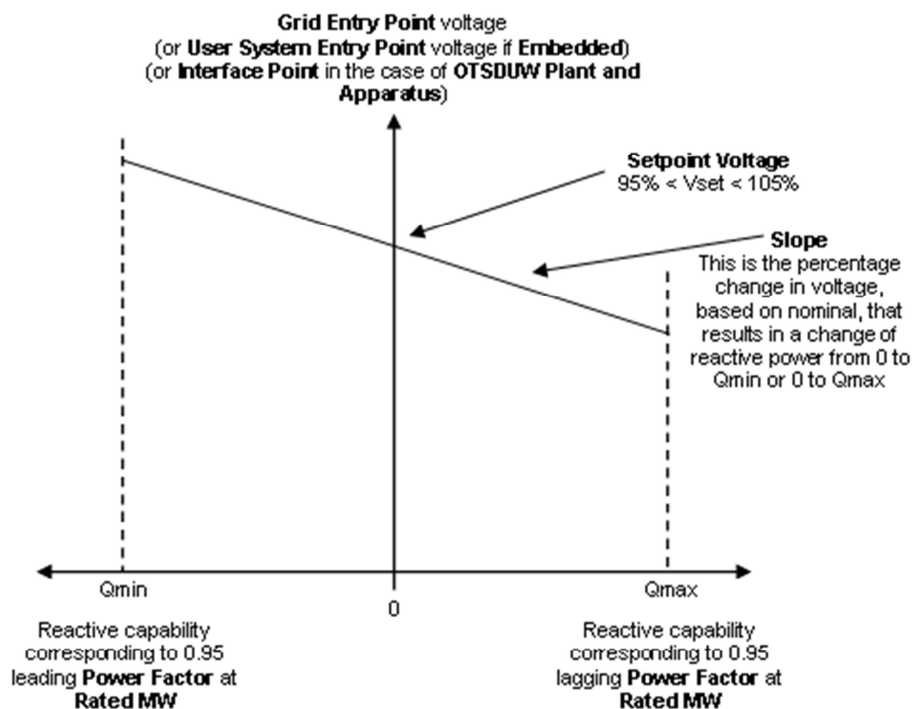 Grid Entry Point voltage
(or User System Entry Point voltage if Embedded)
(or Interface Point in the case of OTSDUW Plant and
Apparatus)
Setpoint Voltage
95% < Vset < 105%
Slope
This is the percentage
change in voltage,
based on nominal, that
results in a change of
reactive power from 0 to
Qmin or 0 to Qmax
Qmin
0
Qmax
Reactive capability
corresponding to 0.95
leading Power Factor at
Rated MW
Reactive capability
corresponding to 0.95
lagging Power Factor at
Rated MW